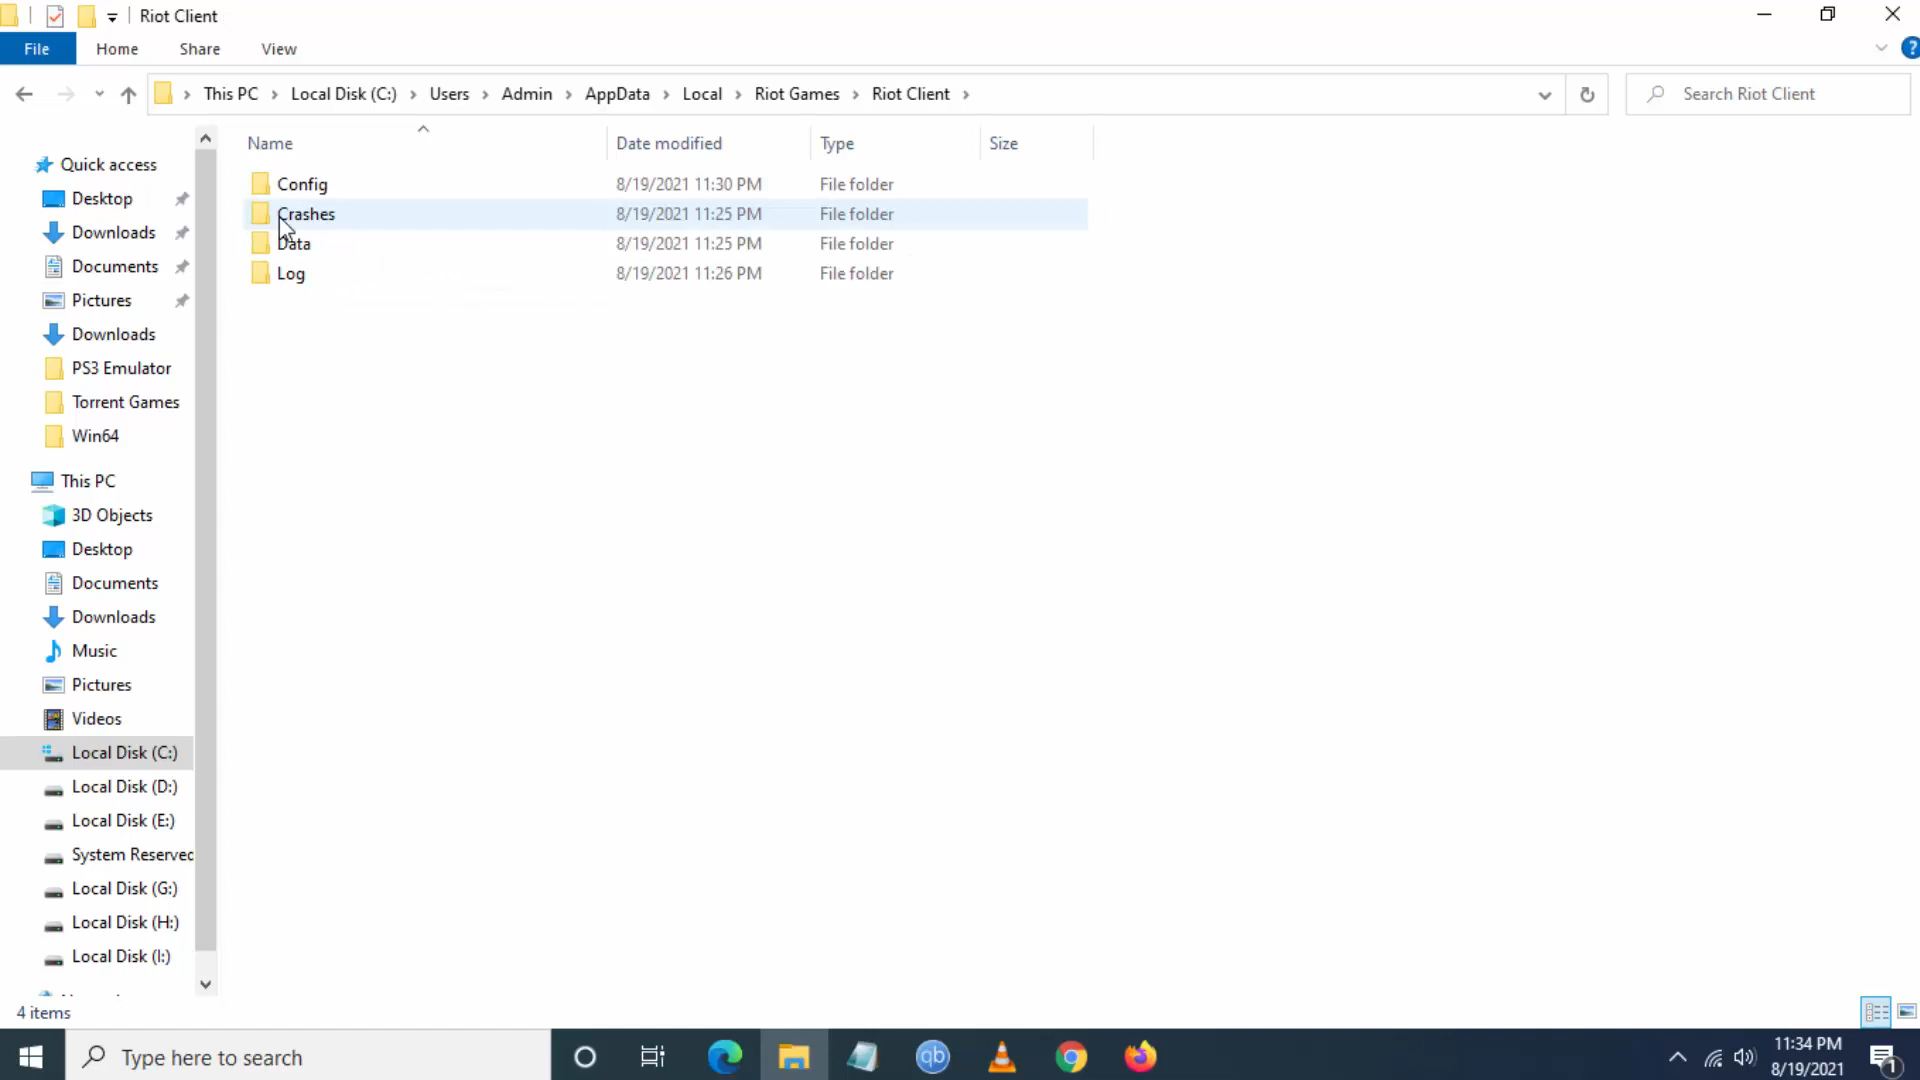 Riot Client
File Home Share View
This PC Local Disk (C:) Users Admin AppData Local Riot Games Riot Client
Search Riot Client
Name Date modified Type Size
Config 8/19/2021 11:30 PM File folder
Crashes 8/19/2021 11:25 PM File folder
Data 8/19/2021 11:25 PM File folder
Log 8/19/2021 11:26 PM File folder
Quick access
Desktop
Downloads
Documents
Pictures
Downloads
PS3 Emulator
Torrent Games
Win64
This PC
3D Objects
Desktop
Documents
Downloads
Music
Pictures
Videos
Local Disk (C:)
Local Disk (D:)
Local Disk (E:)
System Reserved
Local Disk (G:)
Local Disk (H:)
Local Disk (I:)
4 items
Type here to search
qb
11:34 PM
8/19/2021
1